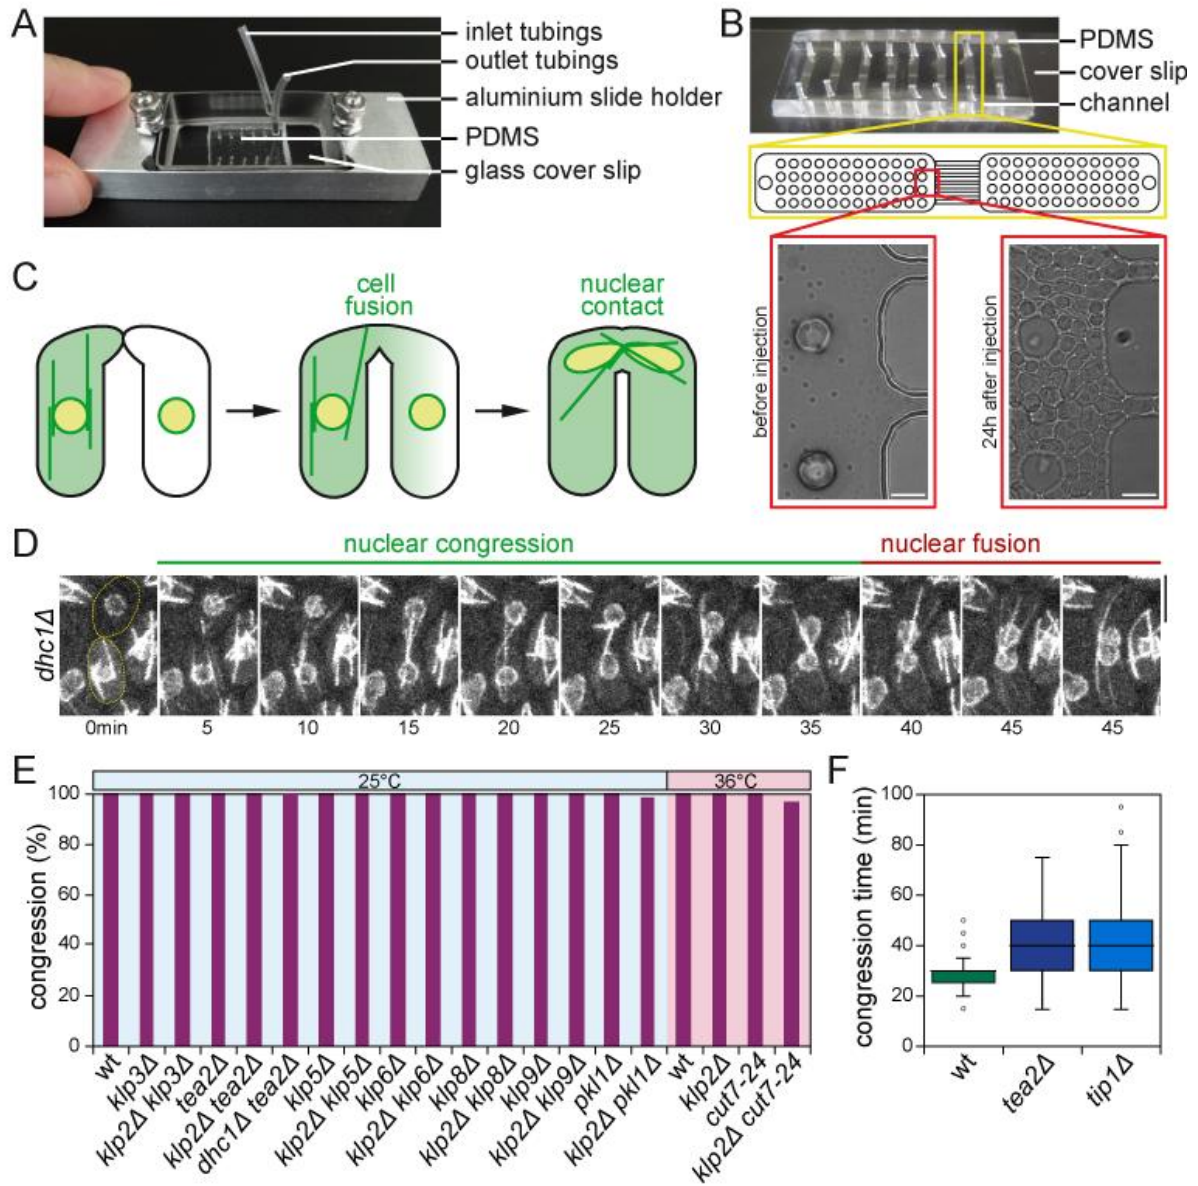 A
inlet tubings
outlet tubings
aluminium slide holder
PDMS
glass cover slip
B
PDMS
cover slip
channel
before injection
24h after injection
C
cell
fusion
nuclear
contact
D
nuclear congression
nuclear fusion
dhc1Δ
0min 5 10 15 20 25 30 35 40 45 45
E
25°C 36°C
congression (%)
100
80
60
40
20
0
wt
klp3Δ
klp2Δ klp3Δ
tea2Δ
klp2Δ tea2Δ
dhc1Δ tea2Δ
klp5Δ
klp2Δ klp5Δ
klp6Δ
klp2Δ klp6Δ
klp8Δ
klp2Δ klp8Δ
klp9Δ
klp2Δ klp9Δ
pkl1Δ
klp2Δ pkl1Δ
wt
klp2Δ
cut7-24
klp2Δ cut7-24
F
congression time (min)
100
80
60
40
20
0
wt
tea2Δ
tip1Δ